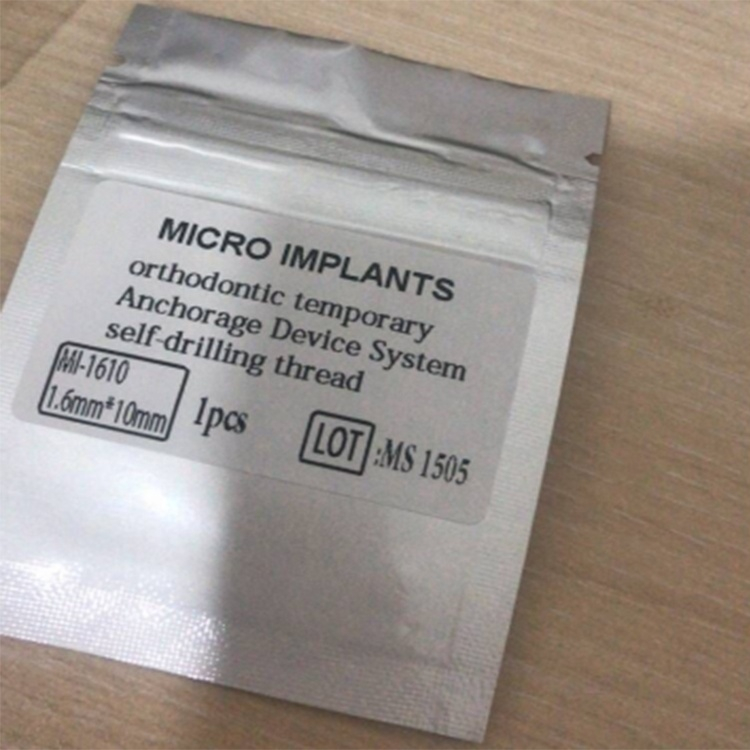 MICRO IMPLANTS
orthodontic temporary
Anchorage Device System
self-drilling thread
MI-1610
1.6mm*10mm
1pcs
LOT :MS 1505